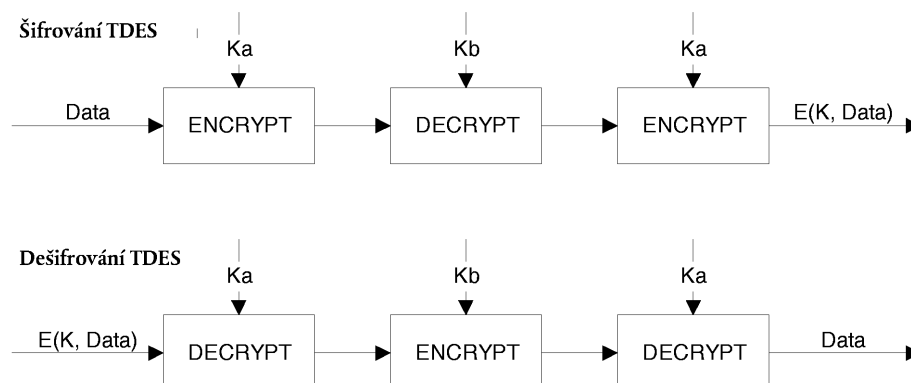 Šifrování TDES
Ka
Kb
Ka
Data
ENCRYPT
DECRYPT
ENCRYPT
E(K, Data)
Dešifrování TDES
Ka
Kb
Ka
E(K, Data)
DECRYPT
ENCRYPT
DECRYPT
Data